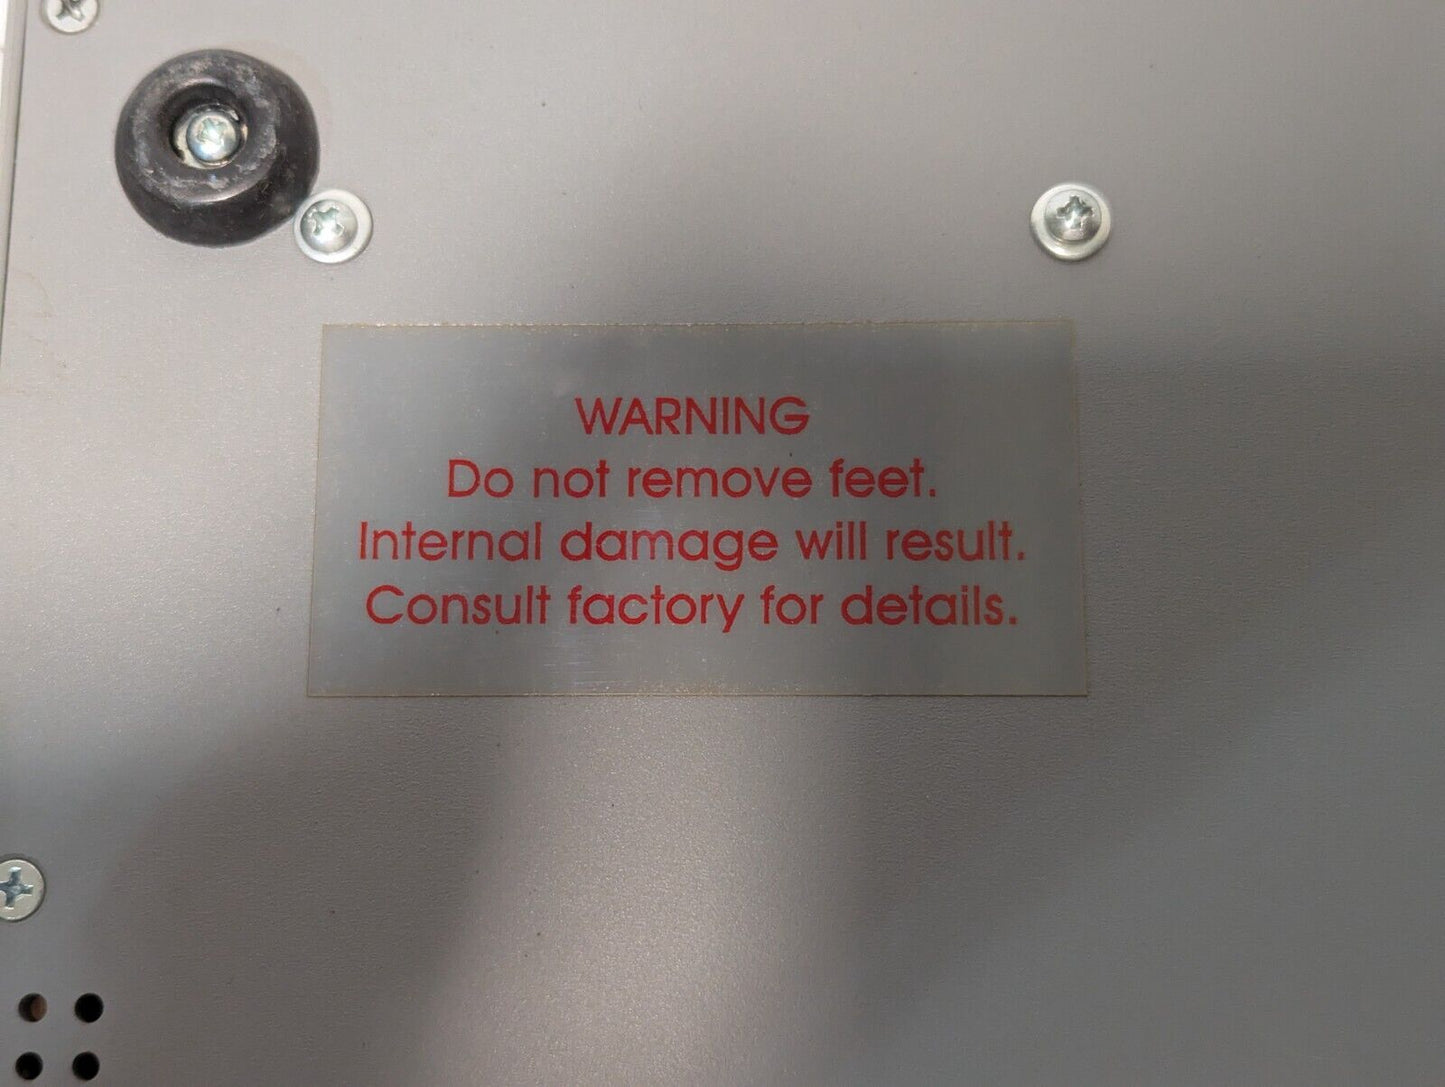 WARNING
Do not remove feet.
Internal damage will result.
Consult factory for details.